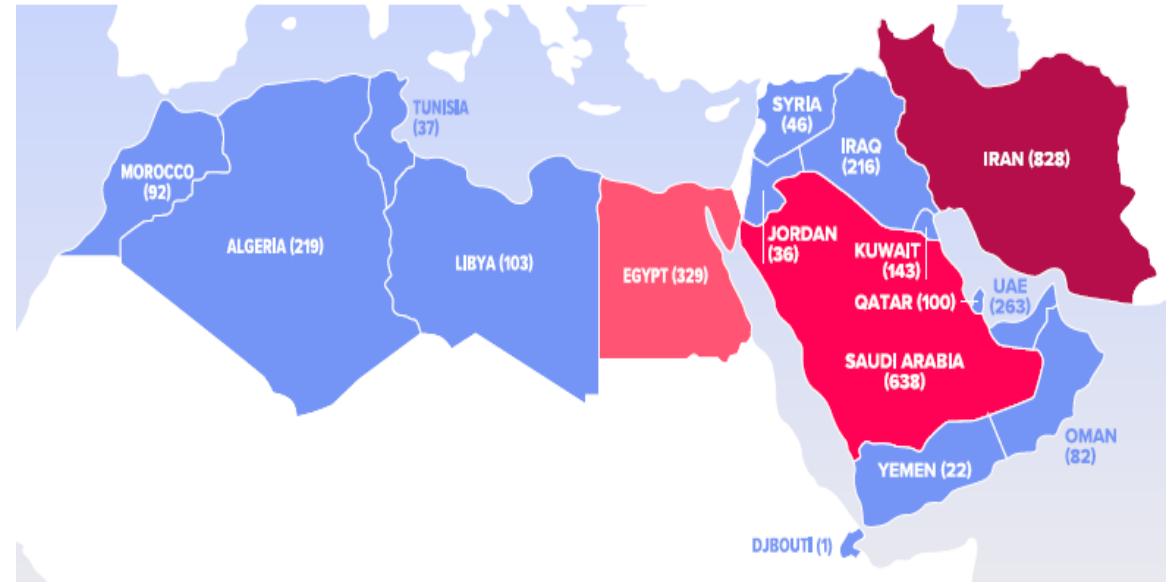 TUNISIA
(37)
MOROCCO
(92)
ALGERIA (219)
LIBYA (103)
EGYPT (329)
SYRIA
(46)
IRAQ
(216)
IRAN (828)
JORDAN
(36)
KUWAIT
(143)
QATAR (100)
UAE
(263)
SAUDI ARABIA
(638)
OMAN
(82)
YEMEN (22)
DJBOUTI (1)